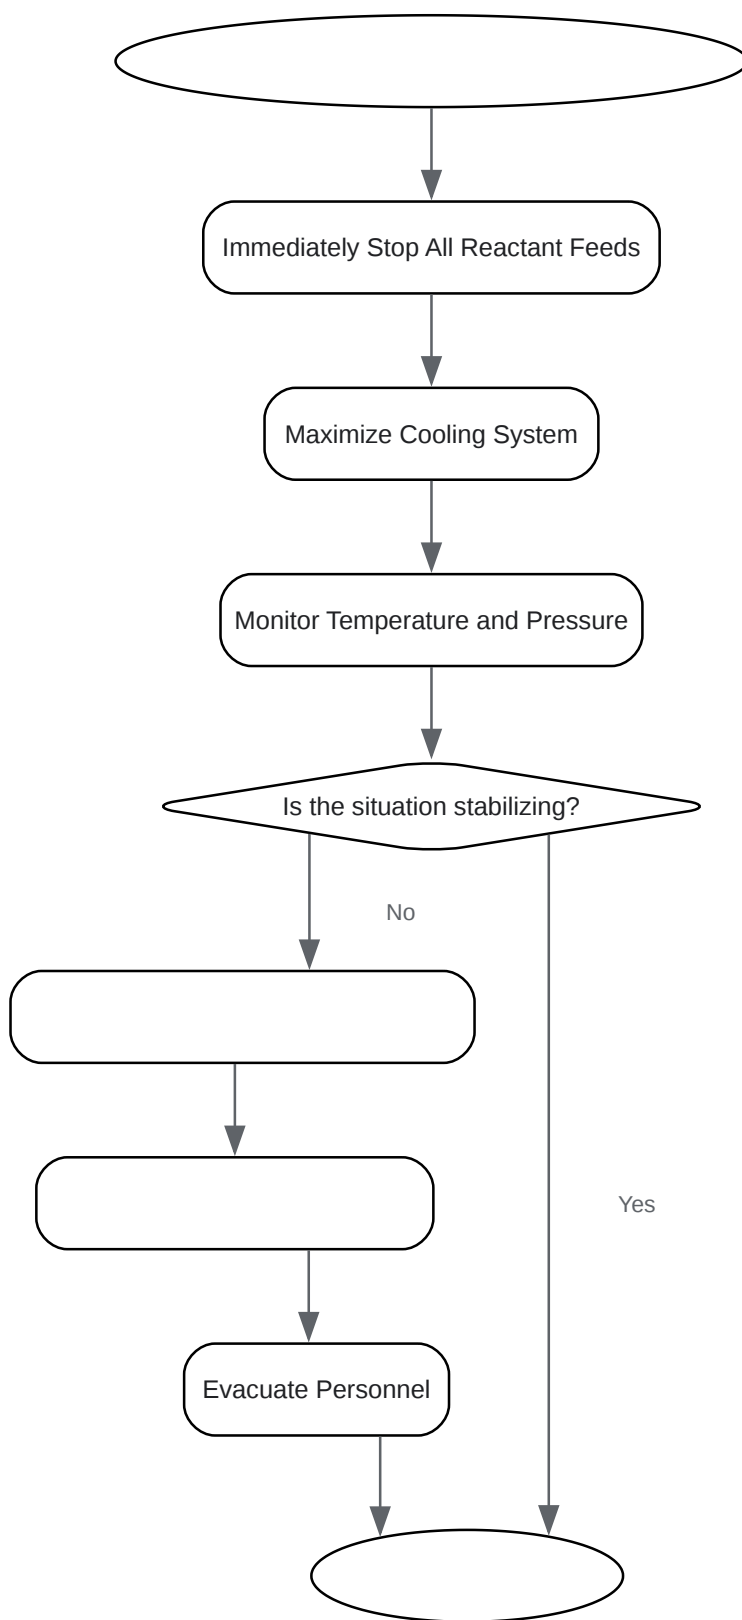 Immediately Stop All Reactant Feeds
Maximize Cooling System
Monitor Temperature and Pressure
Is the situation stabilizing?
No
Yes
Evacuate Personnel